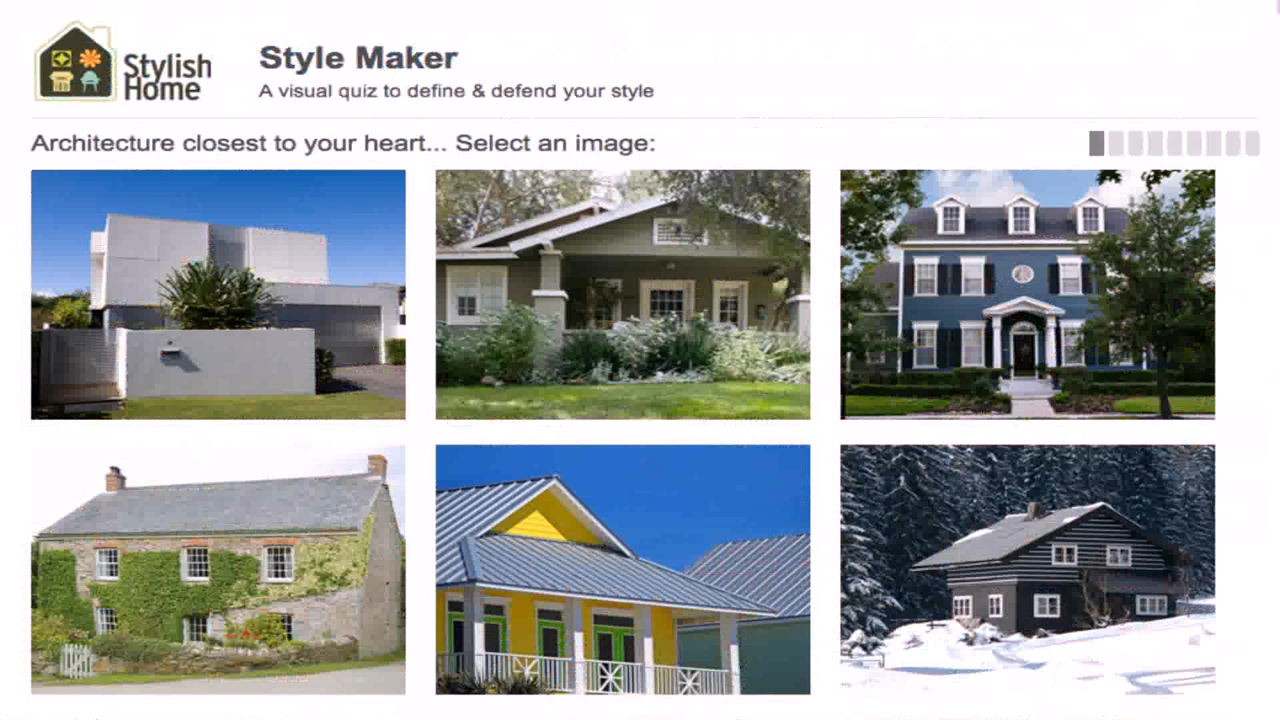 Stylish
Home
Style Maker
A visual quiz to define & defend your style
Architecture closest to your heart... Select an image: